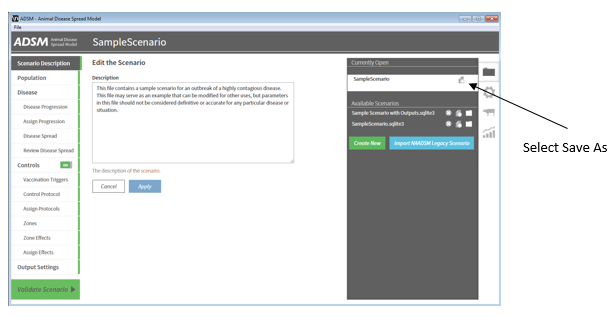 ADSM - Animal Disease Spread Model
File
ADSM Animal Disease Spread Model
SampleScenario
Scenario Description
Population
Disease
Disease Progression
Assign Progression
Disease Spread
Review Disease Spread
Controls
Vaccination Triggers
Control Protocol
Assign Protocols
Zones
Zone Effects
Assign Effects
Output Settings
Validate Scenario
Edit the Scenario
Description
This file contains a sample scenario for an outbreak of a highly contagious disease.
This file may serve as an example that can be modified for other uses, but parameters
in this file should not be considered definitive or accurate for any particular disease or
situation.
The description of the scenario.
Cancel
Apply
Currently Open
SampleScenario
Available Scenarios
Sample Scenario with Outputs.sqlite3
SampleScenario.sqlite3
Create New
Import NAADSM Legacy Scenario
Select Save As